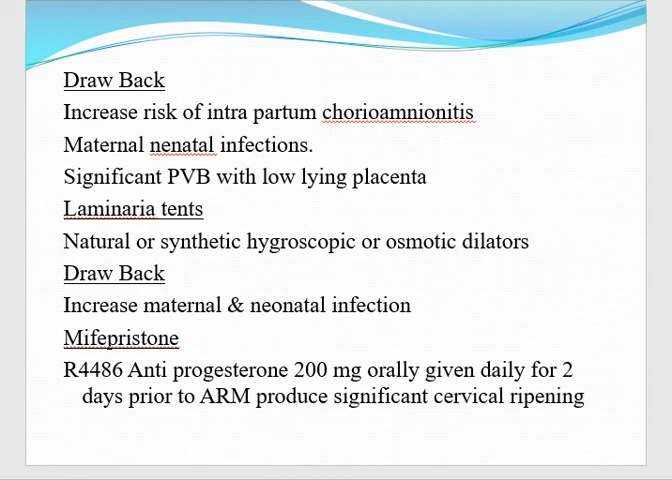 Draw Back
Increase risk of intra partum chorioamnionitis
Maternal nenatal infections.
Significant PVB with low lying placenta
Laminaria tents
Natural or synthetic hygroscopic or osmotic dilators
Draw Back
Increase maternal & neonatal infection
Mifepristone
R4486 Anti progesterone 200 mg orally given daily for 2
days prior to ARM produce significant cervical ripening